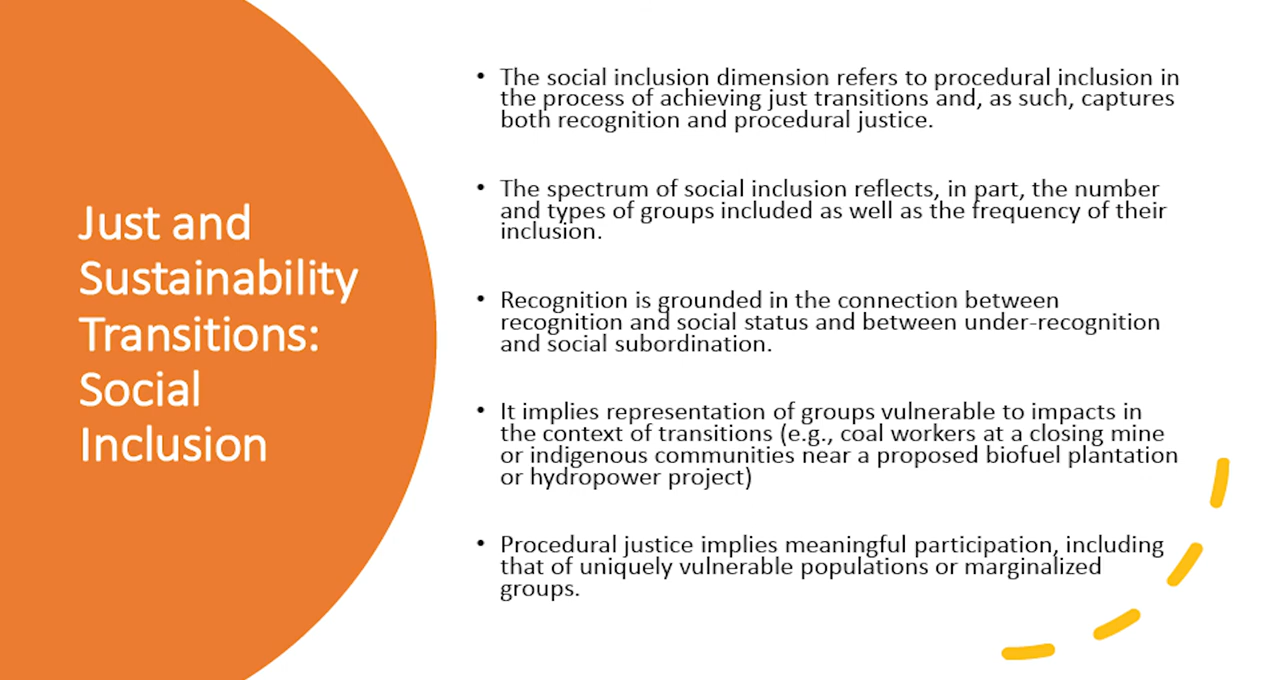 Just and
Sustainability
Transitions:
Social
Inclusion
• The social inclusion dimension refers to procedural inclusion in
the process of achieving just transitions and, as such, captures
both recognition and procedural justice.
• The spectrum of social inclusion reflects, in part, the number
and types of groups included as well as the frequency of their
inclusion.
• Recognition is grounded in the connection between
recognition and social status and between under-recognition
and social subordination.
• It implies representation of groups vulnerable to impacts in
the context of transitions (e.g., coal workers at a closing mine
or indigenous communities near a proposed biofuel plantation
or hydropower project)
• Procedural justice implies meaningful participation, including
that of uniquely vulnerable populations or marginalized
groups.